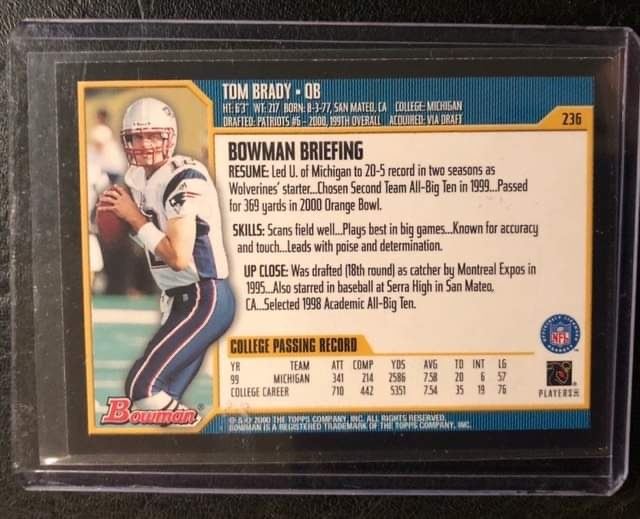 TOM BRADY • QB
HT: 6'3" WT: 217 BORN: 8-3-77, SAN MATEO, CA COLLEGE: MICHIGAN
DRAFTED: PATRIOTS #6 - 2000, 199TH OVERALL ACQUIRED: VIA DRAFT
236
BOWMAN BRIEFING
RESUME: Led U. of Michigan to 20-5 record in two seasons as
Wolverines' starter...Chosen Second Team All-Big Ten in 1999...Passed
for 369 yards in 2000 Orange Bowl.
SKILLS: Scans field well...Plays best in big games...Known for accuracy
and touch...Leads with poise and determination.
UP CLOSE: Was drafted (18th round) as catcher by Montreal Expos in
1995...Also starred in baseball at Serra High in San Mateo,
CA...Selected 1998 Academic All-Big Ten.
COLLEGE PASSING RECORD
YR TEAM ATT COMP YDS AVG TD INT LG
99 MICHIGAN 341 214 2586 7.58 20 6 57
COLLEGE CAREER 710 442 5351 7.54 35 19 76
NFL
PLAYERS INC
Bowman
® & © 2000 THE TOPPS COMPANY, INC. ALL RIGHTS RESERVED.
BOWMAN IS A REGISTERED TRADEMARK OF THE TOPPS COMPANY, INC.